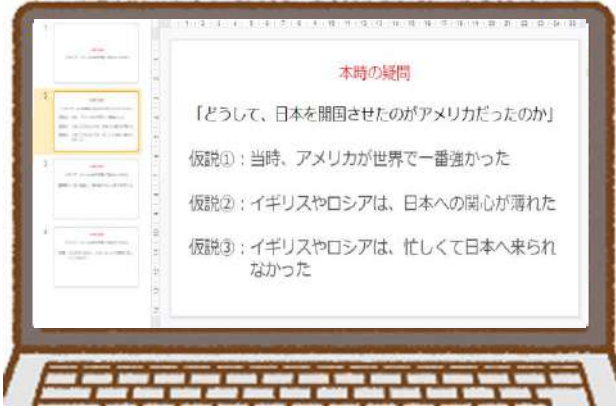 本時の疑問
「どうして、日本を開国させたのがアメリカだったのか」
仮説①:当時、アメリカが世界で一番強かった
仮説②:イギリスやロシアは、日本への関心が薄れた
仮説③:イギリスやロシアは、忙しくて日本へ来られ
なかった